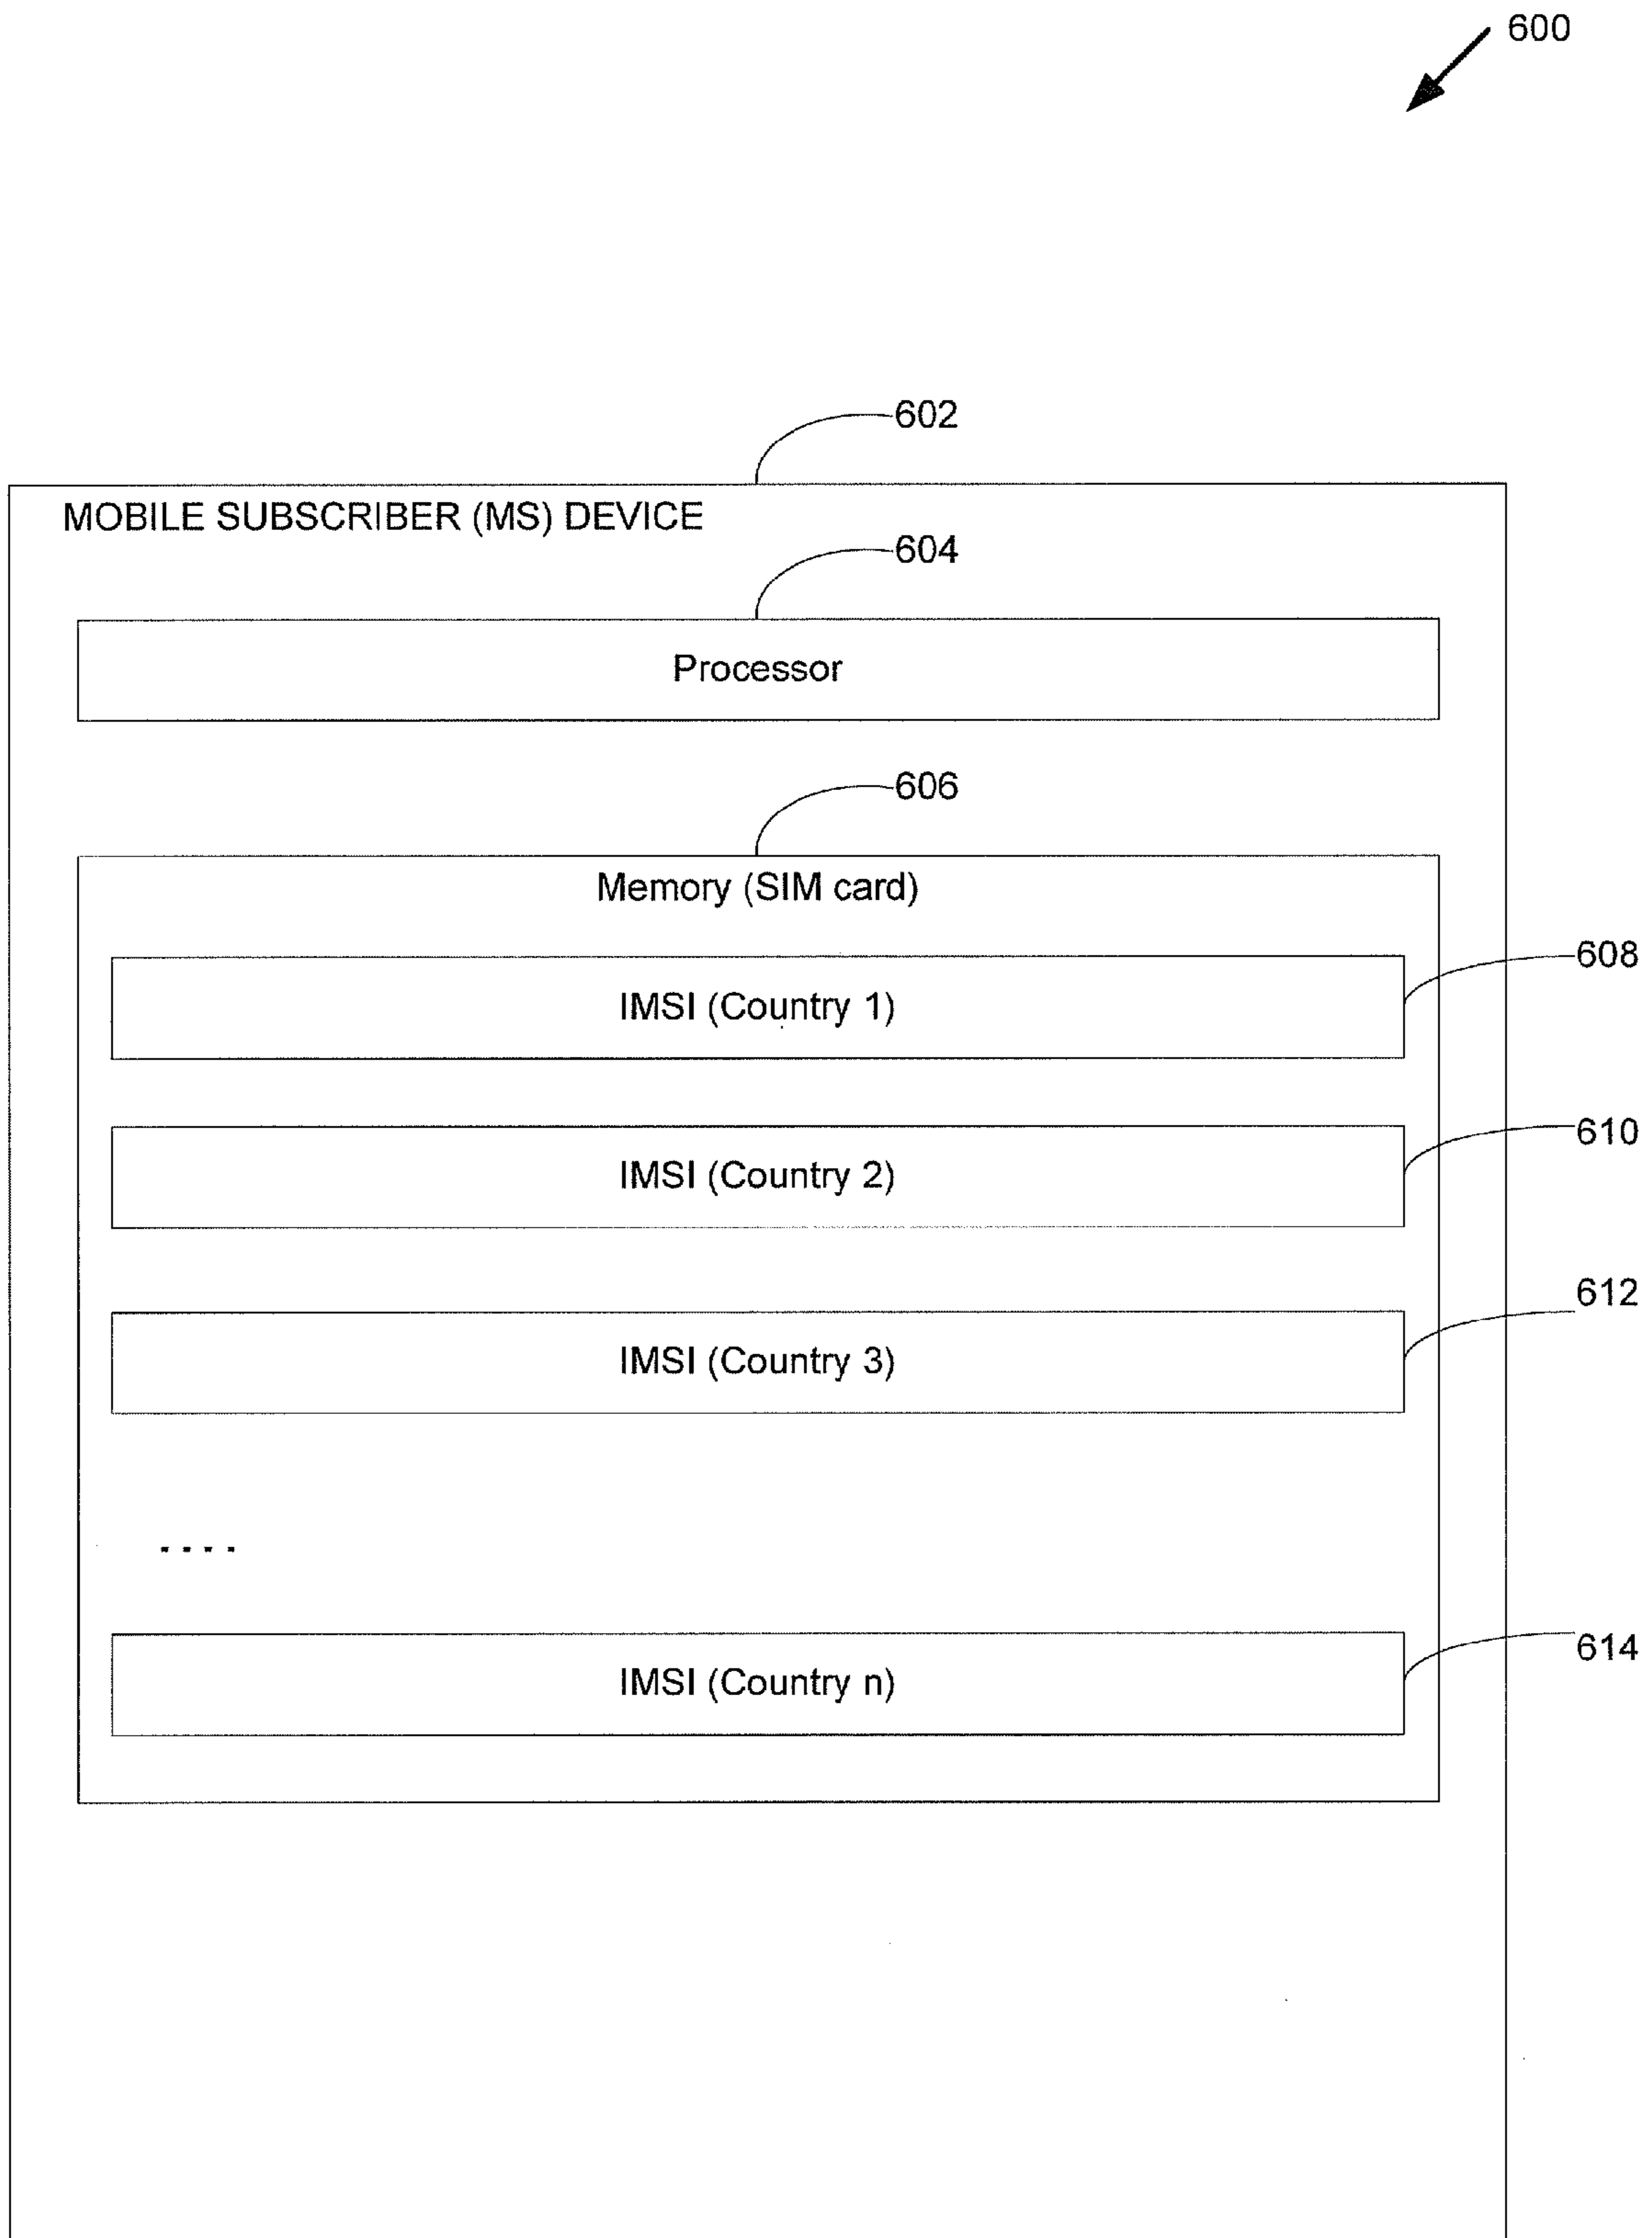 600
602
MOBILE SUBSCRIBER (MS) DEVICE
604
Processor
606
Memory (SIM card)
608
IMSI (Country 1)
610
IMSI (Country 2)
612
IMSI (Country 3)
....
614
IMSI (Country n)